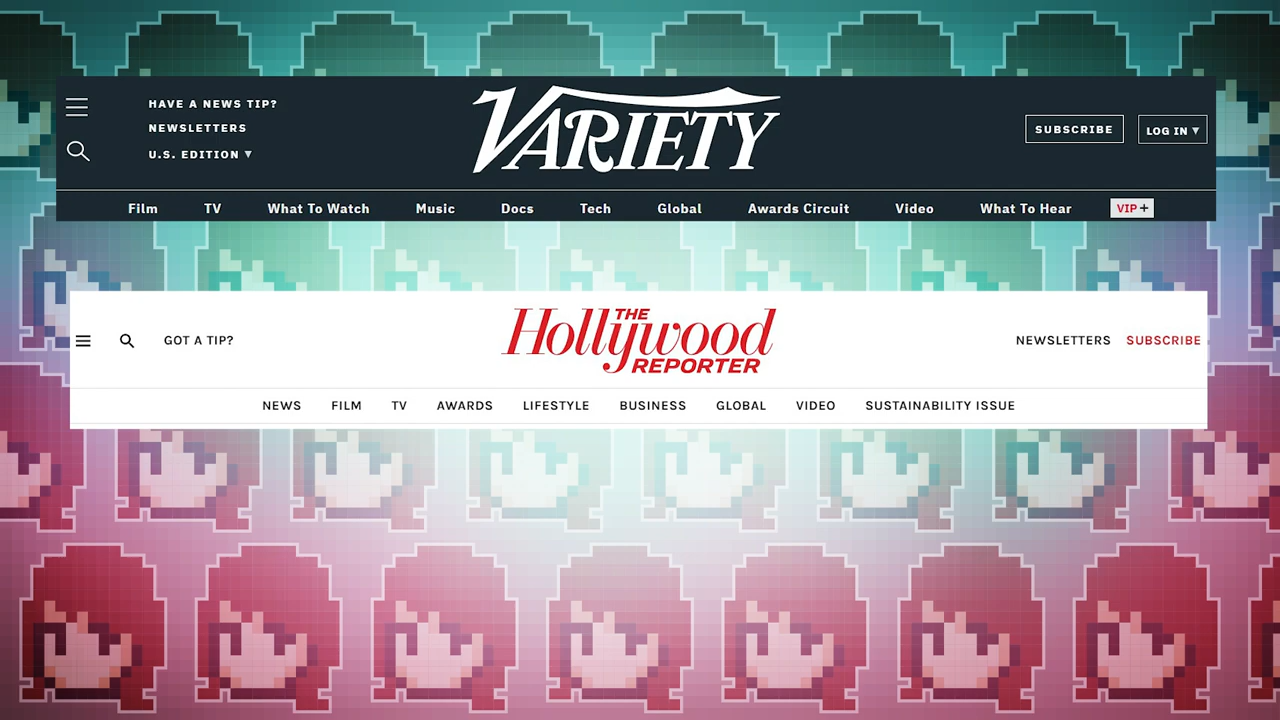 HAVE A NEWS TIP?
NEWSLETTERS
U.S. EDITION ▼
VARIETY
SUBSCRIBE
LOG IN ▼
Film TV What To Watch Music Docs Tech Global Awards Circuit Video What To Hear VIP+
GOT A TIP?
THE
Hollywood
REPORTER
NEWSLETTERS SUBSCRIBE
NEWS FILM TV AWARDS LIFESTYLE BUSINESS GLOBAL VIDEO SUSTAINABILITY ISSUE